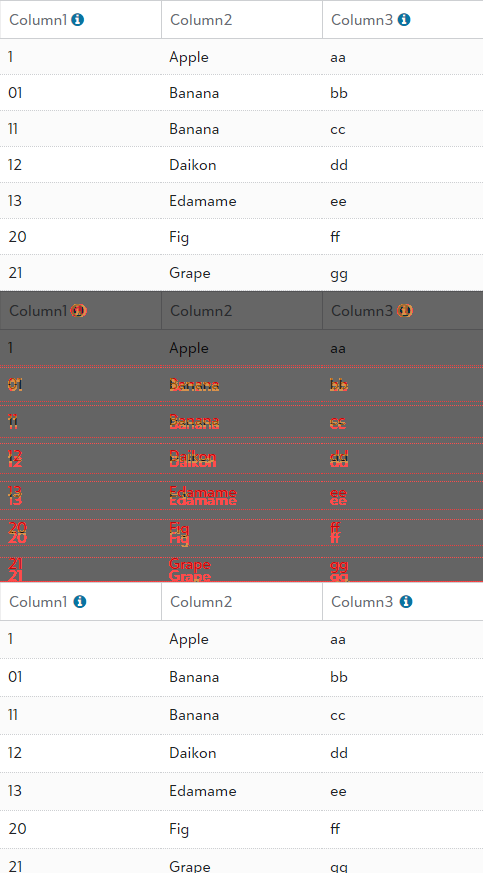 Column1 Column2 Column3
1 Apple aa
01 Banana bb
11 Banana cc
12 Daikon dd
13 Edamame ee
20 Fig ff
21 Grape gg
Column1 Column2 Column3
1 Apple aa
01 Banana bb
11 Banana cc
12 Daikon dd
13 Edamame ee
20 Fig ff
21 Grape gg
Column1 Column2 Column3
1 Apple aa
01 Banana bb
11 Banana cc
12 Daikon dd
13 Edamame ee
20 Fig ff
21 Grape gg